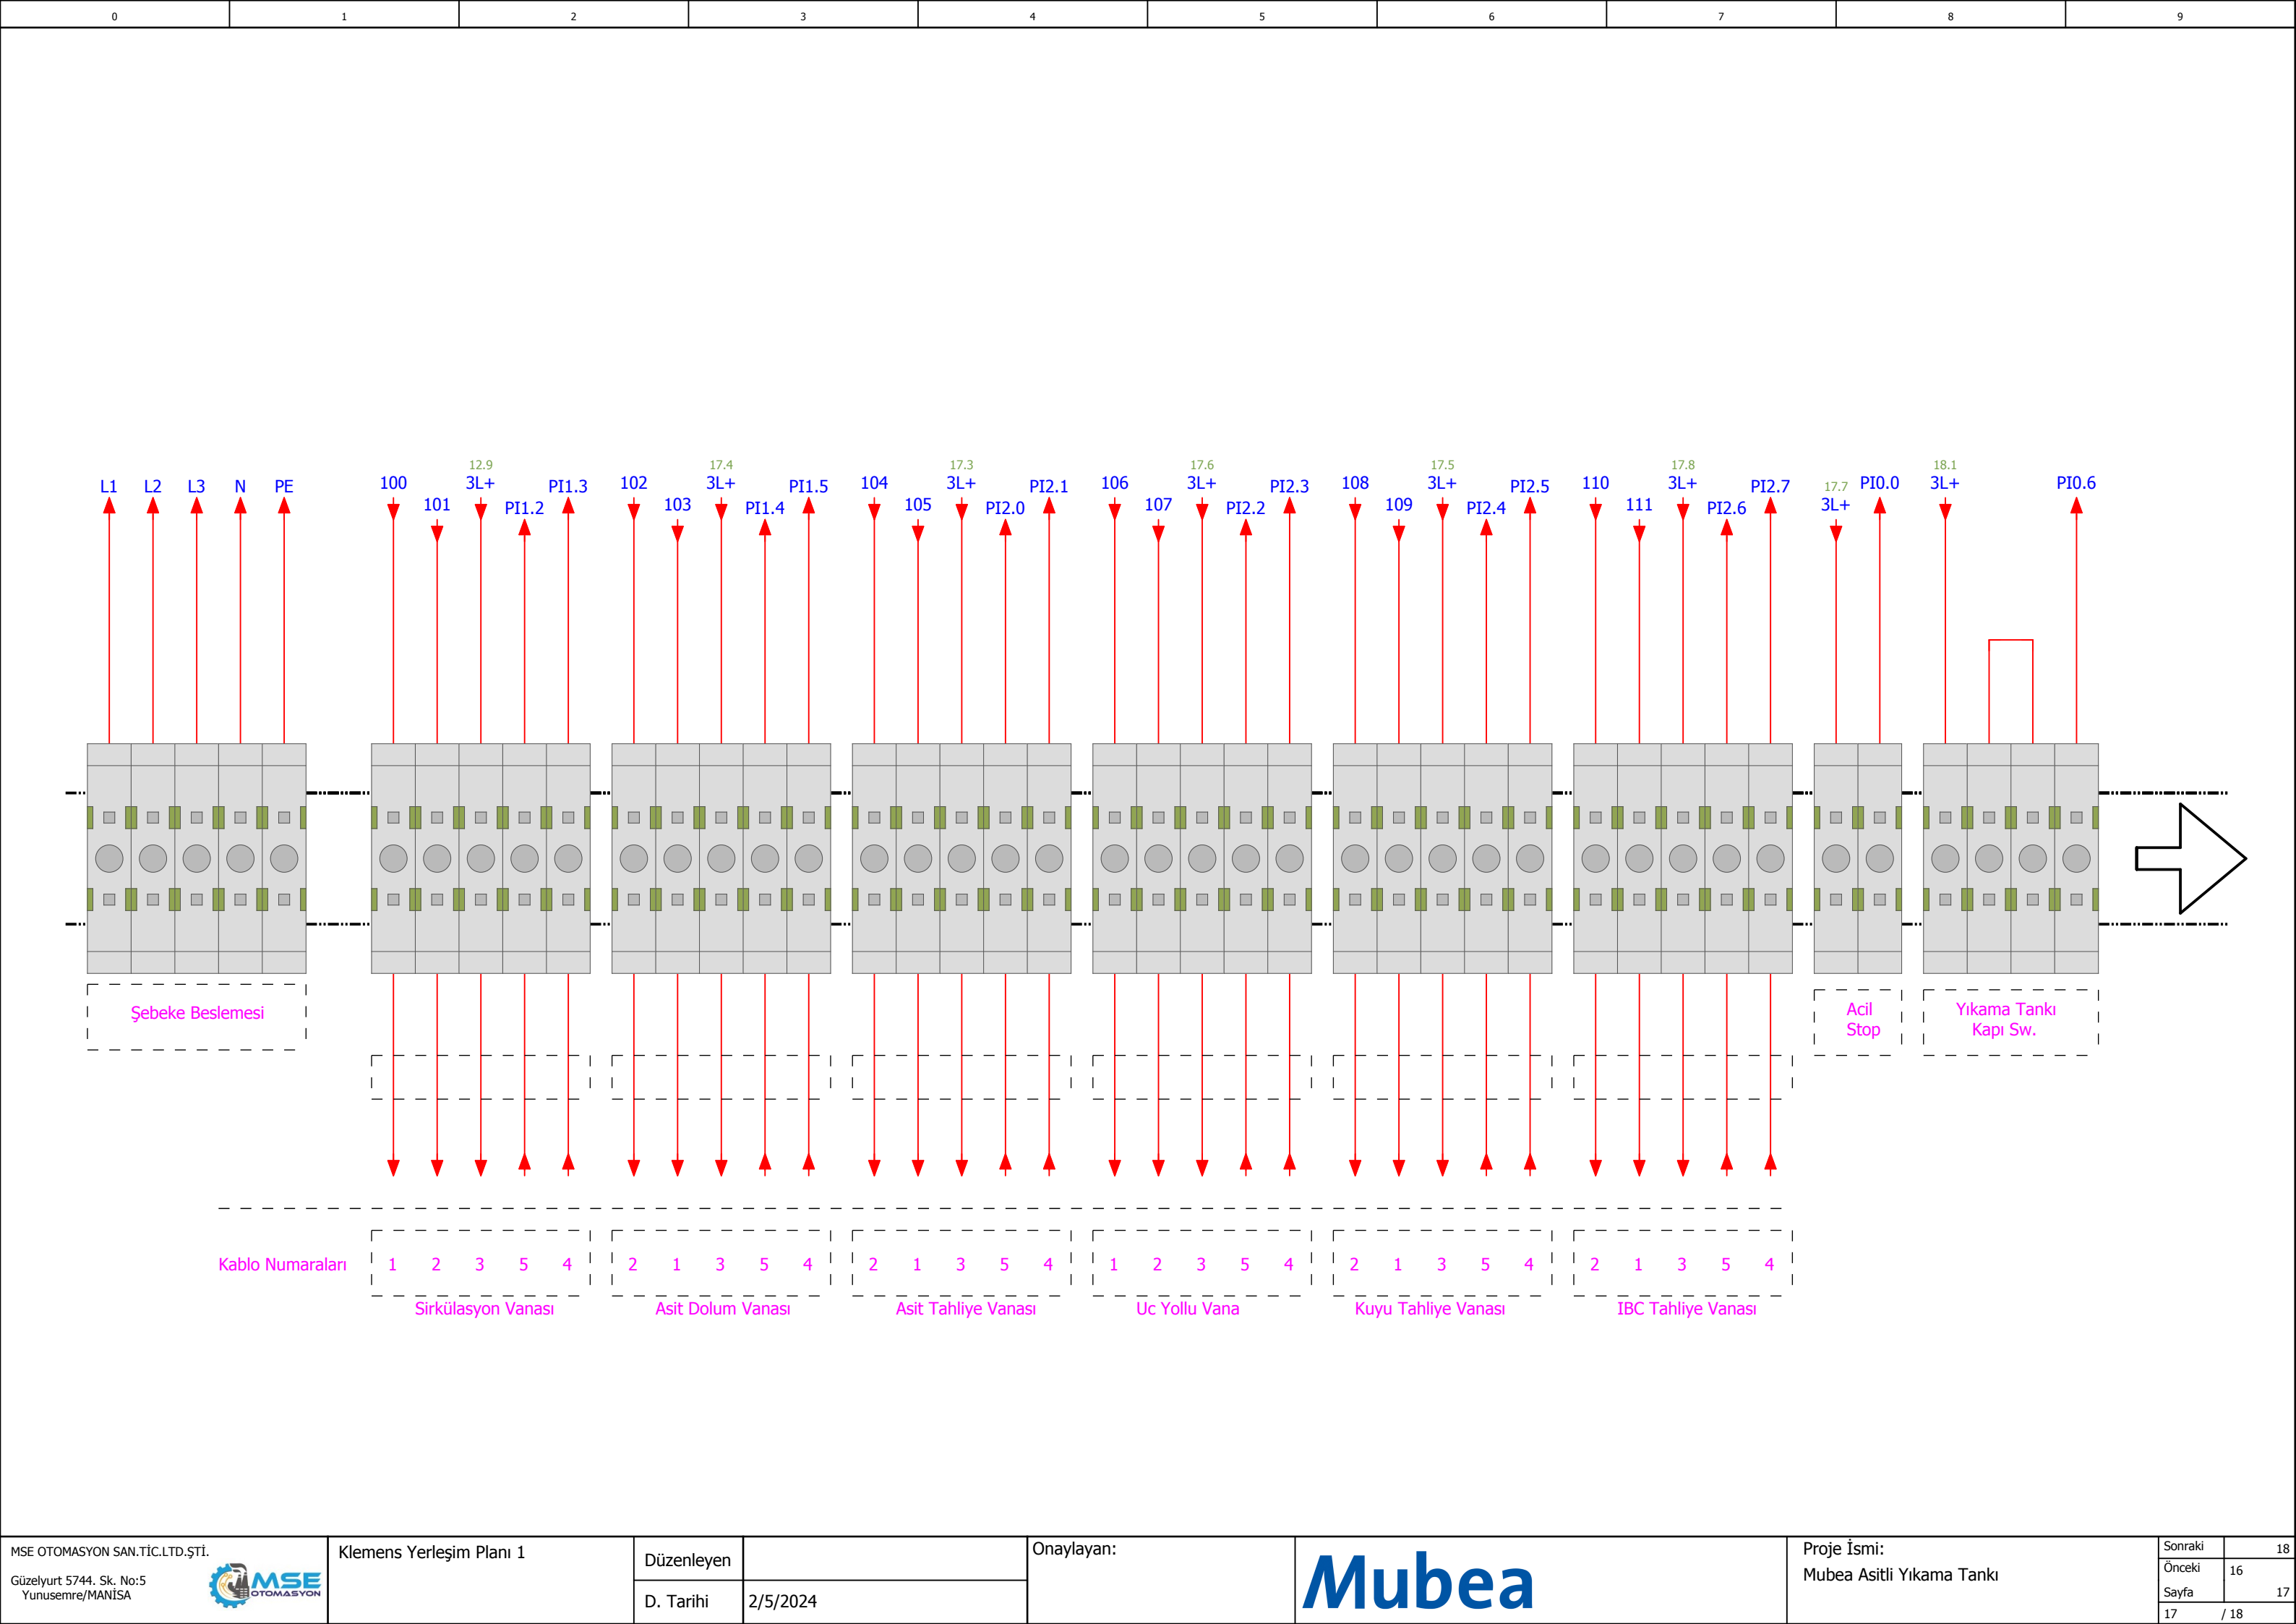 0 1 2 3 4 5 6 7 8 9
12.9 17.4 17.3 17.6 17.5 17.8 18.1
L1 L2 L3 N PE 100 3L+ PI1.3 102 3L+ PI1.5 104 3L+ PI2.1 106 3L+ PI2.3 108 3L+ PI2.5 110 3L+ PI2.7 17.7 PI0.0 3L+ PI0.6
101 PI1.2 103 PI1.4 105 PI2.0 107 PI2.2 109 PI2.4 111 PI2.6 3L+
Şebeke Beslemesi
Acil
Stop
Yıkama Tankı
Kapı Sw.
Kablo Numaraları 1 2 3 5 4 2 1 3 5 4 2 1 3 5 4 1 2 3 5 4 2 1 3 5 4 2 1 3 5 4
Sirkülasyon Vanası Asit Dolum Vanası Asit Tahliye Vanası Uc Yollu Vana Kuyu Tahliye Vanası IBC Tahliye Vanası
MSE OTOMASYON SAN.TİC.LTD.ŞTİ.
Güzelyurt 5744. Sk. No:5
Yunusemre/MANİSA
MSE
OTOMASYON
Klemens Yerleşim Planı 1
Düzenleyen
D. Tarihi 2/5/2024
Onaylayan:
Mubea
Proje İsmi:
Mubea Asitli Yıkama Tankı
Sonraki 18
Önceki 16
Sayfa 17
17 / 18